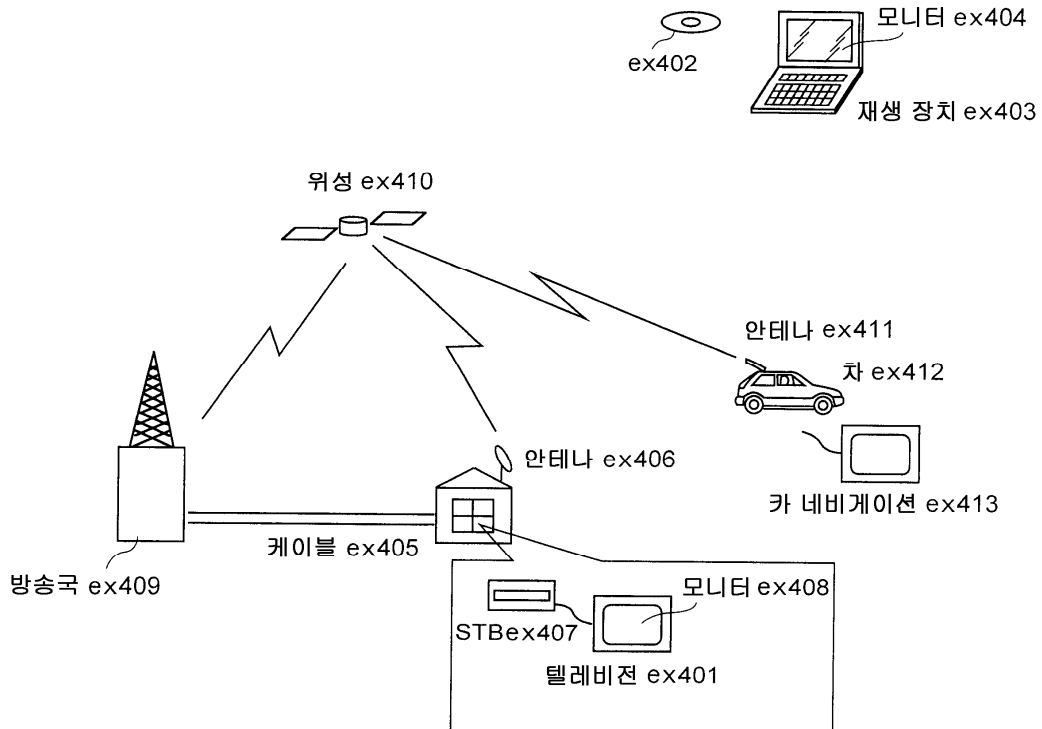 모니터 ex404
ex402
재생 장치 ex403
위성 ex410
안테나 ex411
차 ex412
안테나 ex406
카 네비게이션 ex413
케이블 ex405
방송국 ex409
모니터 ex408
STBex407
텔레비전 ex401